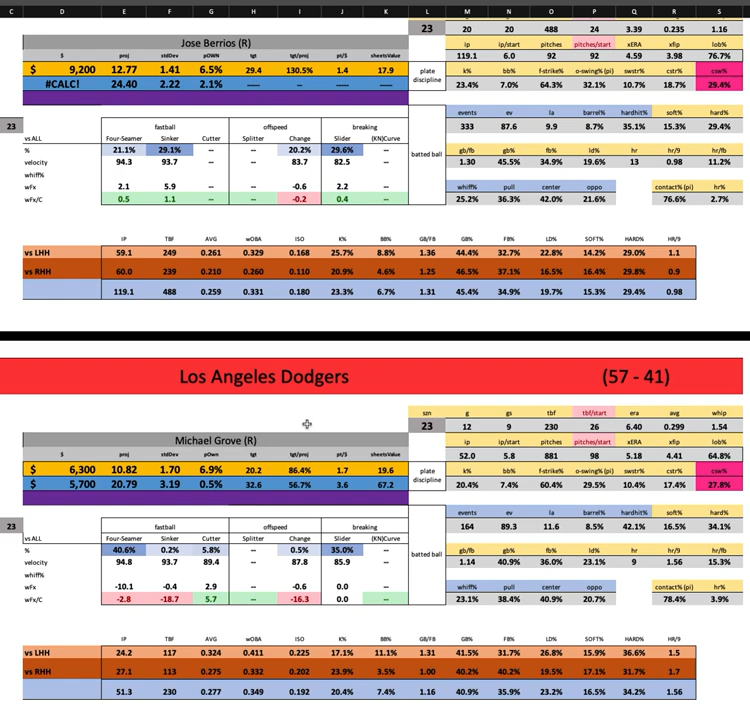 C D E F G H I J K L M N O P Q R S
23 20 20 488 24 3.39 0.235 1.16
Jose Berrios (R) ip ip/start pitches pitches/start xERA xfip lob%
$ proj stdDev pOWN tgt tgt/proj pt/$ sheetsValue 119.1 6.0 92 92 4.59 3.98 76.7%
$ 9,200 12.77 1.41 6.5% 29.4 130.5% 1.4 17.9 plate discipline k% bb% f-strike% o-swing% (pi) swstr% cstr% csw%
#CALC! 24.40 2.22 2.1% ---- -- -- ---- 23.4% 7.0% 64.3% 32.1% 10.7% 18.7% 29.4%
events ev la barrel% hardhit% soft% hard%
23 fastball offspeed breaking 333 87.6 9.9 8.7% 35.1% 15.3% 29.4%
vs ALL Four-Seamer Sinker Cutter Splitter Change Slider (KN)Curve
% 21.1% 29.1% -- -- 20.2% 29.6% -- batted ball gb/fb gb% fb% ld% hr hr/9 hr/fb
velocity 94.3 93.7 -- -- 83.7 82.5 -- 1.30 45.5% 34.9% 19.6% 13 0.98 11.2%
whiff%
wFx 2.1 5.9 -- -- -0.6 2.2 -- whiff% pull center oppo contact% (pi) hr%
wFx/C 0.5 1.1 -- -- -0.2 0.4 -- 25.2% 36.3% 42.0% 21.6% 76.6% 2.7%
IP TBF AVG wOBA ISO K% BB% GB/FB GB% FB% LD% SOFT% HARD% HR/9
vs LHH 59.1 249 0.261 0.329 0.168 25.7% 8.8% 1.36 44.4% 32.7% 22.8% 14.2% 29.0% 1.1
vs RHH 60.0 239 0.210 0.260 0.110 20.9% 4.6% 1.25 46.5% 37.1% 16.5% 16.4% 29.8% 0.9
119.1 488 0.259 0.331 0.180 23.3% 6.7% 1.31 45.4% 34.9% 19.7% 15.3% 29.4% 0.98
Los Angeles Dodgers (57 - 41)
szn g gs tbf tbf/start era avg whip
23 12 9 230 26 6.40 0.299 1.54
Michael Grove (R) ip ip/start pitches pitches/start xERA xfip lob%
$ proj stdDev pOwn tgt tgt/proj pt/$ sheetsValue 52.0 5.8 881 98 5.18 4.41 64.8%
$ 6,300 10.82 1.70 6.9% 20.2 86.4% 1.7 19.6 plate discipline k% bb% f-strike% o-swing% (pi) swstr% cstr% csw%
$ 5,700 20.79 3.19 0.5% 32.6 56.7% 3.6 67.2 20.4% 7.4% 60.4% 29.5% 10.4% 17.4% 27.8%
events ev la barrel% hardhit% soft% hard%
23 fastball offspeed breaking 164 89.3 11.6 8.5% 42.1% 16.5% 34.1%
vs ALL Four-Seamer Sinker Cutter Splitter Change Slider (KN)Curve
% 40.6% 0.2% 5.8% -- 0.5% 35.0% -- batted ball gb/fb gb% fb% ld% hr hr/9 hr/fb
velocity 94.8 93.7 89.4 -- 87.8 85.9 -- 1.14 40.9% 36.0% 23.1% 9 1.56 15.3%
whiff%
wFx -10.1 -0.4 2.9 -- -0.6 0.0 -- whiff% pull center oppo contact% (pi) hr%
wFx/C -2.8 -18.7 5.7 -- -16.3 0.0 -- 23.1% 38.4% 40.9% 20.7% 78.4% 3.9%
IP TBF AVG wOBA ISO K% BB% GB/FB GB% FB% LD% SOFT% HARD% HR/9
vs LHH 24.2 117 0.324 0.411 0.225 17.1% 11.1% 1.31 41.5% 31.7% 26.8% 15.9% 36.6% 1.5
vs RHH 27.1 113 0.275 0.332 0.202 23.9% 3.5% 1.00 40.2% 40.2% 19.5% 17.1% 31.7% 1.7
51.3 230 0.277 0.349 0.192 20.4% 7.4% 1.16 40.9% 35.9% 23.2% 16.5% 34.2% 1.56